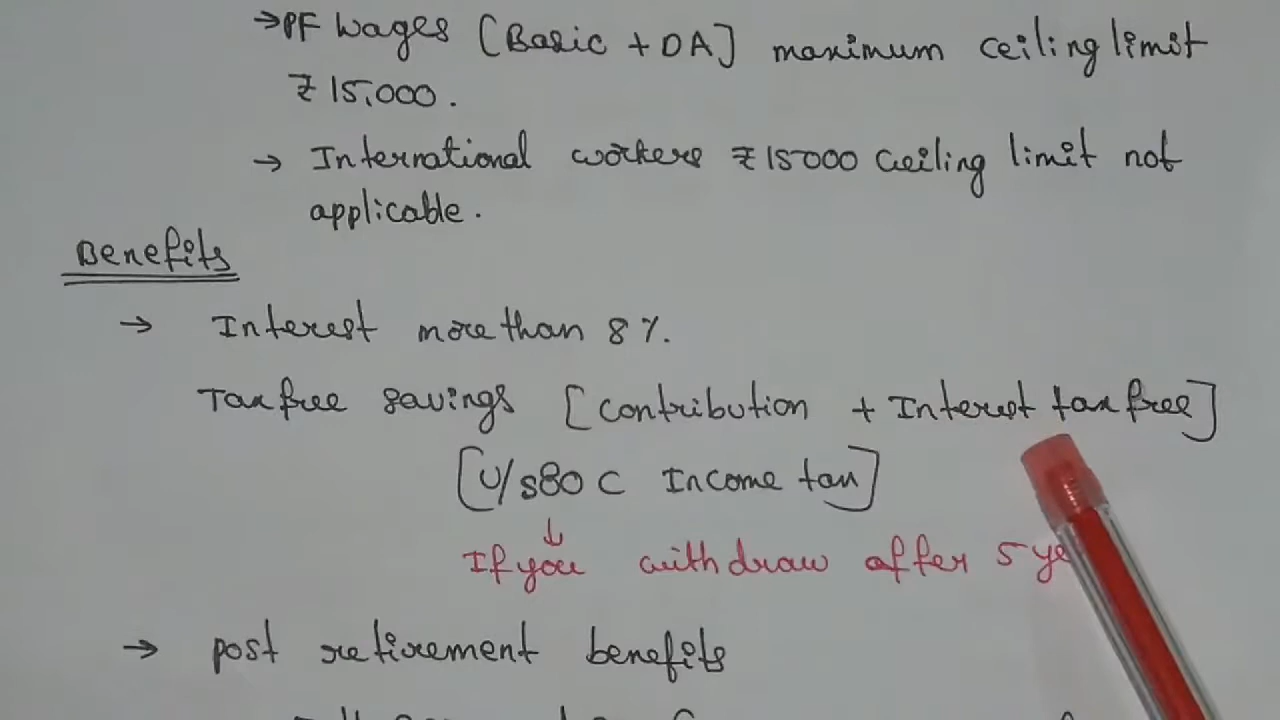 → PF Wages [Basic + DA] maximum ceiling limit
₹15,000.
→ International workers ₹15000 Ceiling limit not
applicable.
Benefits
→ Interest more than 8%.
Tax free savings [contribution + Interest tax free]
[U/s80 C Income tax]
↓
If you withdraw after 5
→ post retirement benefits